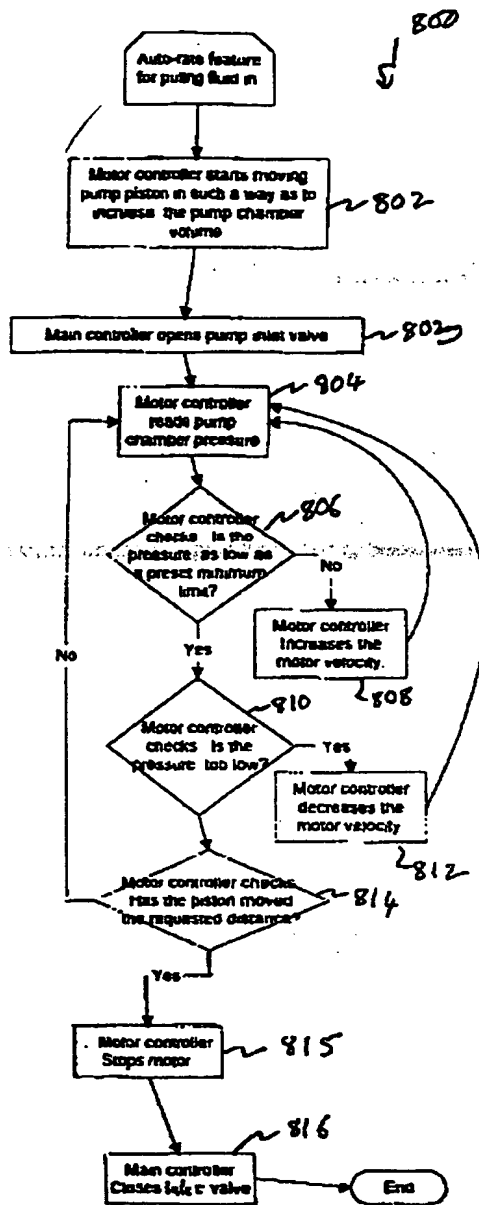 800
Auto-rate feature
for puling fluid in
Motor controller starts moving
pump piston in such a way as to
increase the pump chamber
volume
802
Main controller opens pump inlet valve
802
804
Motor controller
reads pump
chamber pressure
806
Motor controller
checks Is the
pressure as low as
a preset minimum
limit?
No
Motor controller
increases the
motor velocity.
808
No
Yes
810
Motor controller
checks Is the
pressure too low?
Yes
Motor controller
decreases the
motor velocity
812
Motor controller checks
Has the piston moved
the requested distance?
814
Yes
Motor controller
Stops motor
815
816
Main controller
Closes valve
End